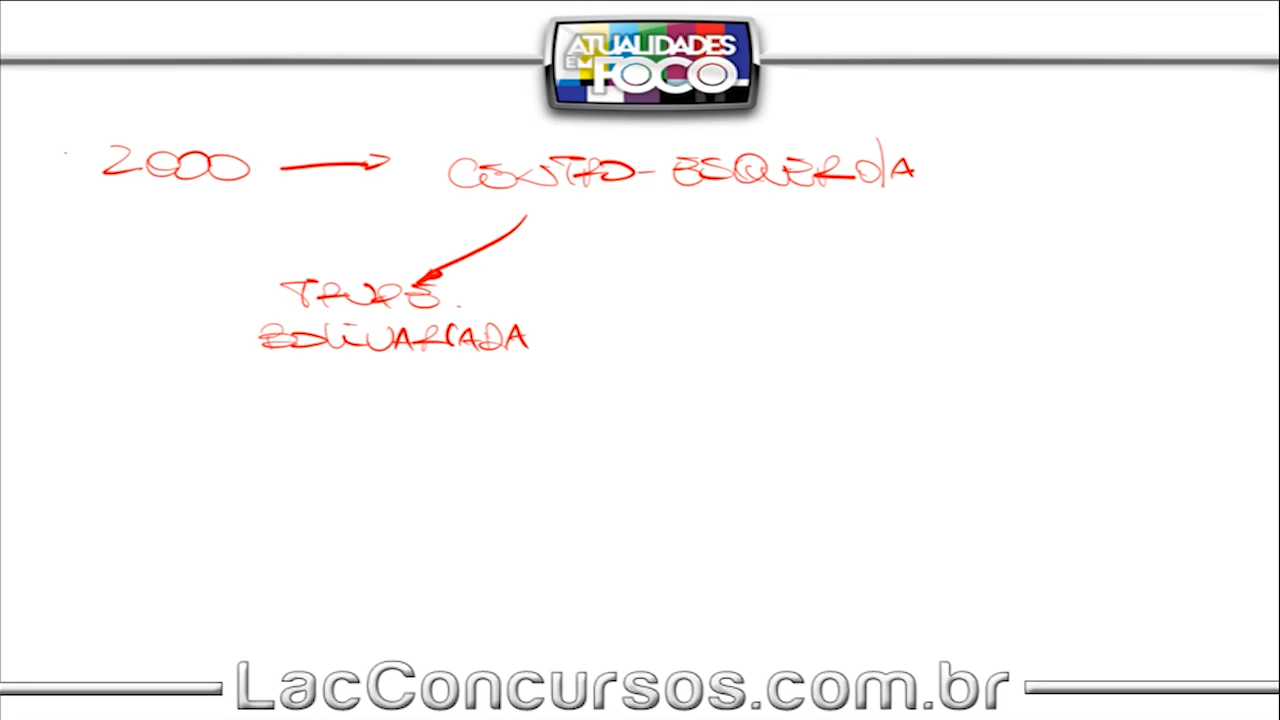 ATUALIDADES
EM FOCO
2000 → CENTRO-ESQUERDA
TRUPE
BOLIVARIADA
LacConcursos.com.br